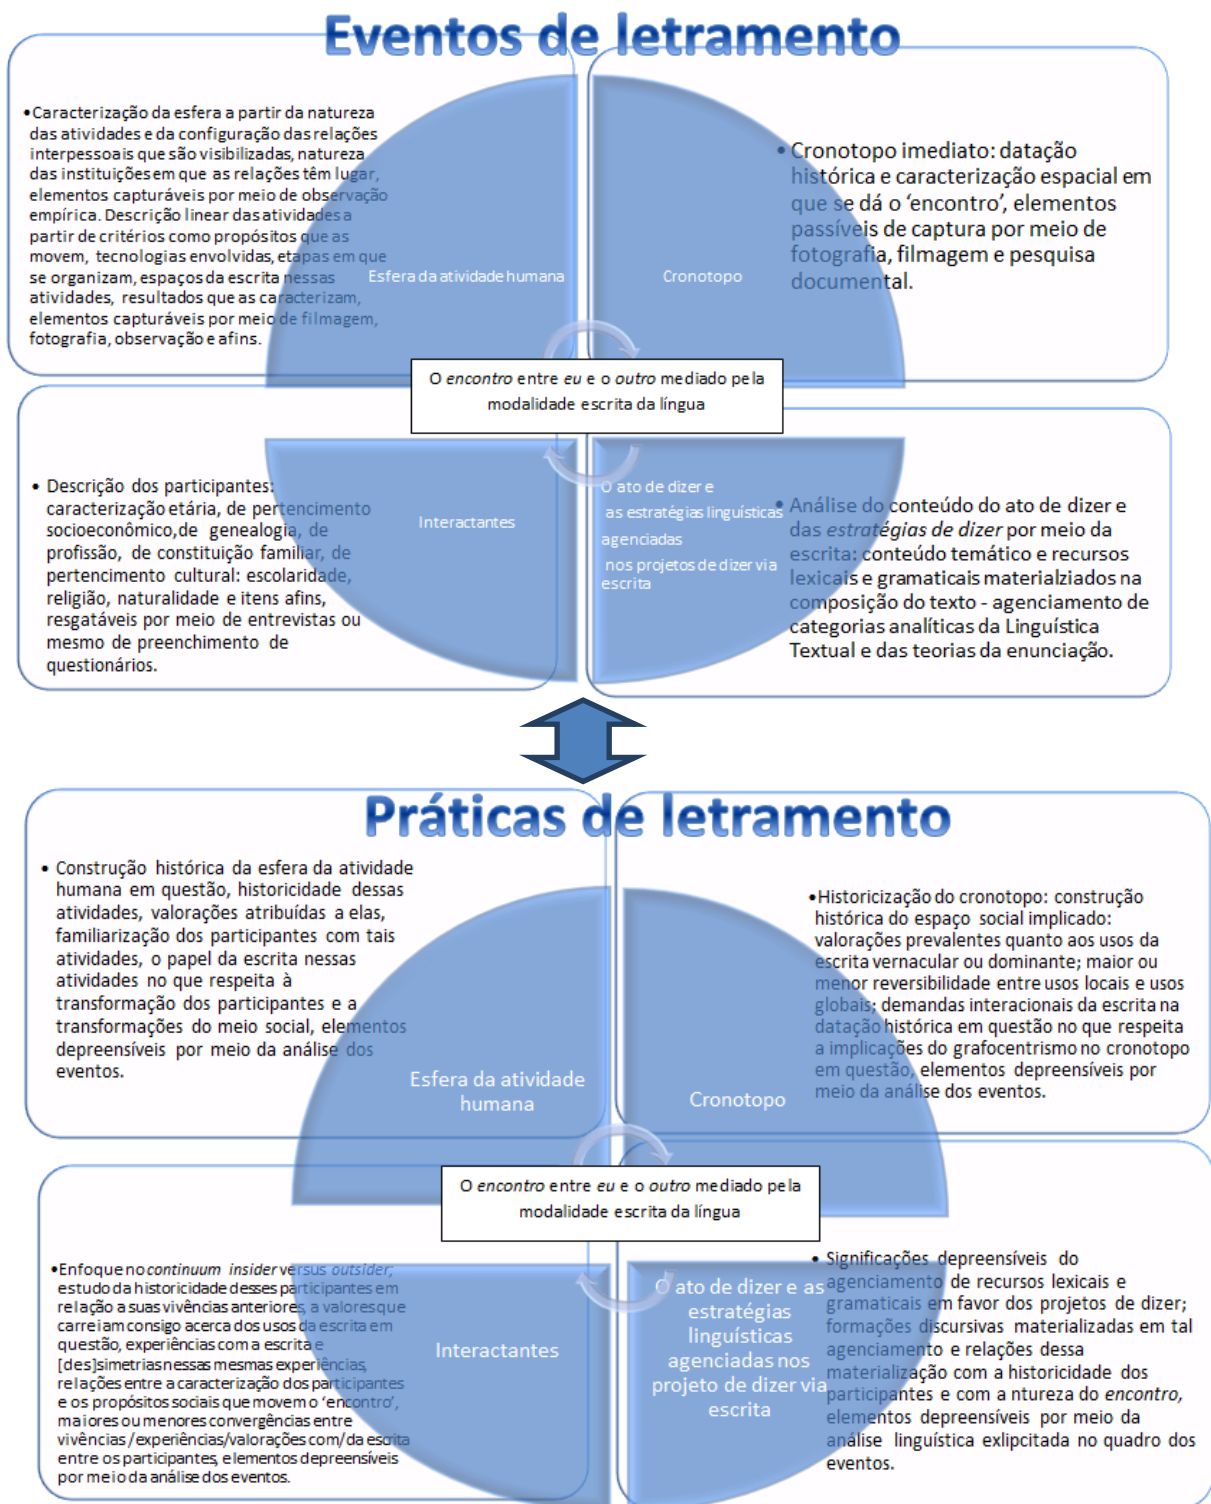 Eventos de letramento
•Caracterização da esfera a partir da natureza
das atividades e da configuração das relações
interpessoais que são visibilizadas, natureza
das instituições em que as relações têm lugar,
elementos capturáveis por meio de observação
empírica. Descrição linear das atividades a
partir de critérios como propósitos que as
movem, tecnologias envolvidas, etapas em que
se organizam, espaços da escrita nessas
atividades, resultados que as caracterizam,
elementos capturáveis por meio de filmagem,
fotografia, observação e afins.
Esfera da atividade humana
Cronotopo
• Cronotopo imediato: datação
histórica e caracterização espacial em
que se dá o ‘encontro’, elementos
passíveis de captura por meio de
fotografia, filmagem e pesquisa
documental.
O encontro entre eu e o outro mediado pela
modalidade escrita da língua
• Descrição dos participantes:
caracterização etária, de pertencimento
socioeconômico,de genealogia, de
profissão, de constituição familiar, de
pertencimento cultural: escolaridade,
religião, naturalidade e itens afins,
resgatáveis por meio de entrevistas ou
mesmo de preenchimento de
questionários.
Interactantes
O ato de dizer e
as estratégias linguísticas
agenciadas
nos projetos de dizer via
escrita
• Análise do conteúdo do ato de dizer e
das estratégias de dizer por meio da
escrita: conteúdo temático e recursos
lexicais e gramaticais materialziados na
composição do texto - agenciamento de
categorias analíticas da Linguística
Textual e das teorias da enunciação.
Práticas de letramento
• Construção histórica da esfera da atividade
humana em questão, historicidade dessas
atividades, valorações atribuídas a elas,
familiarização dos participantes com tais
atividades, o papel da escrita nessas
atividades no que respeita à
transformação dos participantes e a
transformações do meio social, elementos
depreensíveis por meio da análise dos
eventos.
Esfera da atividade
humana
Cronotopo
•Historicização do cronotopo: construção
histórica do espaço social implicado:
valorações prevalentes quanto aos usos da
escrita vernacular ou dominante; maior ou
menor reversibilidade entre usos locais e usos
globais; demandas interacionais da escrita na
datação histórica em questão no que respeita
a implicações do grafocentrismo no cronotopo
em questão, elementos depreensíveis por
meio da análise dos eventos.
O encontro entre eu e o outro mediado pela
modalidade escrita da língua
•Enfoque no continuum insider versus outsider;
estudo da historicidade desses participantes em
relação a suas vivências anteriores, a valores que
carreiam consigo acerca dos usos da escrita em
questão, experiências com a escrita e
[des]simetrias nessas mesmas experiências,
relações entre a caracterização dos participantes
e os propósitos sociais que movem o ‘encontro’,
maiores ou menores convergências entre
vivências/experiências/valorações com/da escrita
entre os participantes, elementos depreensíveis
por meio da análise dos eventos.
Interactantes
O ato de dizer e as
estratégias
linguísticas
agenciadas nos
projeto de dizer via
escrita
• Significações depreensíveis do
agenciamento de recursos lexicais e
gramaticais em favor dos projetos de dizer;
formações discursivas materializadas em tal
agenciamento e relações dessa
materialização com a historicidade dos
participantes e com a ntureza do encontro,
elementos depreensíveis por meio da
análise linguística exlipcitada no quadro dos
eventos.